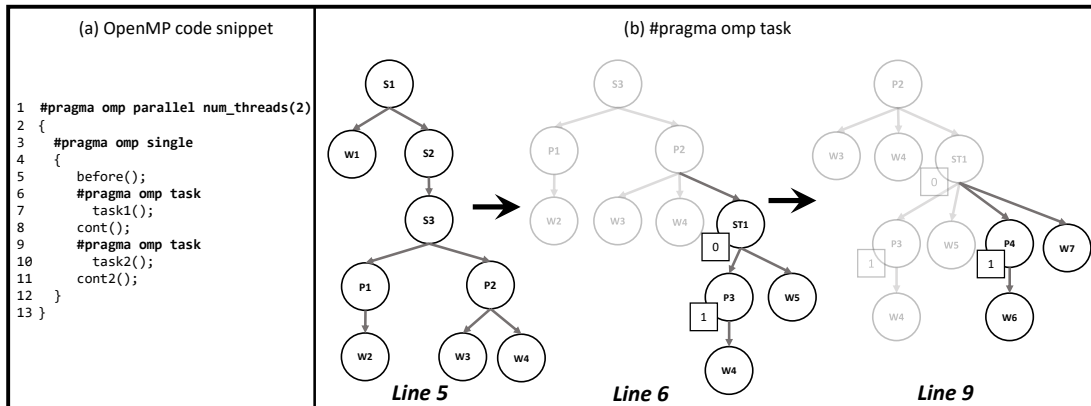 (a) OpenMP code snippet
1 #pragma omp parallel num_threads(2)
2 {
3 #pragma omp single
4 {
5 before();
6 #pragma omp task
7 task1();
8 cont();
9 #pragma omp task
10 task2();
11 cont2();
12 }
13 }
(b) #pragma omp task
S1
W1 S2
S3
P1 P2
W2 W3 W4
Line 5
S3
P1 P2
W2 W3 W4 ST1
0
P3 W5
1
W4
Line 6
P2
W3 W4 ST1
0
P3 W5 P4 W7
1 1
W4 W6
Line 9